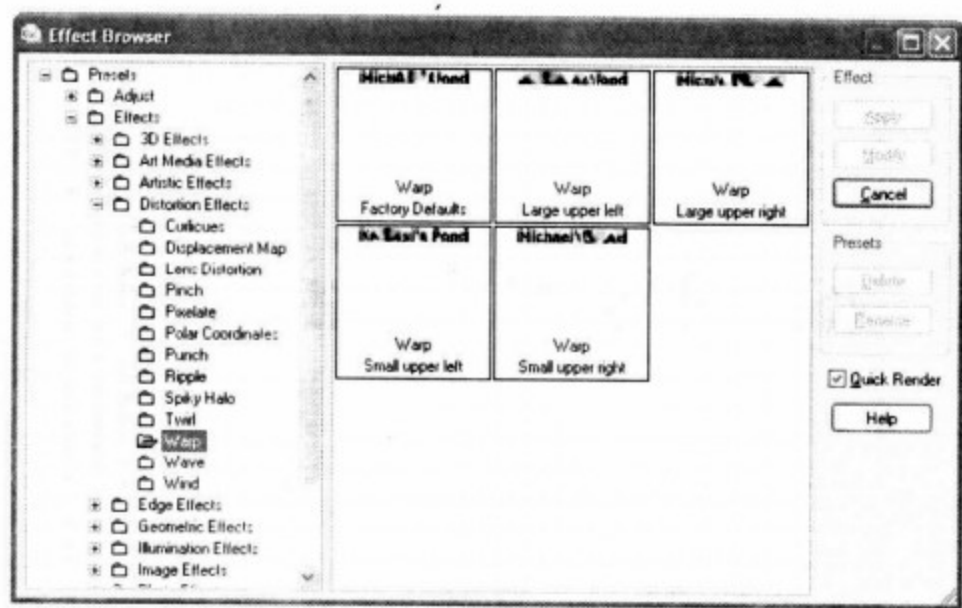 Effect Browser
Presets
Adjust
Effects
3D Effects
Art Media Effects
Artistic Effects
Distortion Effects
Curlicues
Displacement Map
Lens Distortion
Pinch
Pixelate
Polar Coordinates
Punch
Ripple
Spiky Halo
Twirl
Warp
Wave
Wind
Edge Effects
Geometric Effects
Illumination Effects
Image Effects
Warp
Factory Defaults
Warp
Large upper left
Warp
Large upper right
Pond
Warp
Small upper left
Warp
Small upper right
Effect
Apply
Modify
Cancel
Presets
Delete
Rename
Quick Render
Help